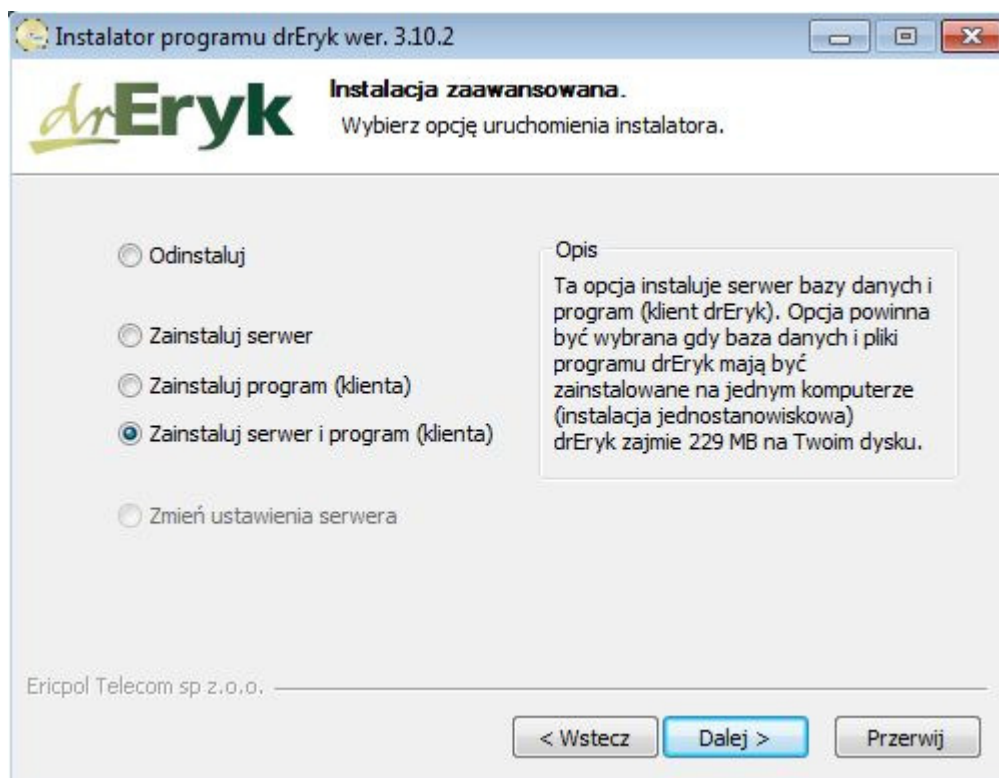 Instalator programu drEryk wer. 3.10.2
drEryk
Instalacja zaawansowana.
Wybierz opcję uruchomienia instalatora.
Odinstaluj
Zainstaluj serwer
Zainstaluj program (klienta)
Zainstaluj serwer i program (klienta)
Zmień ustawienia serwera
Opis
Ta opcja instaluje serwer bazy danych i
program (klient drEryk). Opcja powinna
być wybrana gdy baza danych i pliki
programu drEryk mają być
zainstalowane na jednym komputerze
(instalacja jednostanowiskowa)
drEryk zajmie 229 MB na Twoim dysku.
Ericpol Telecom sp z.o.o.
< Wstecz
Dalej >
Przerwij